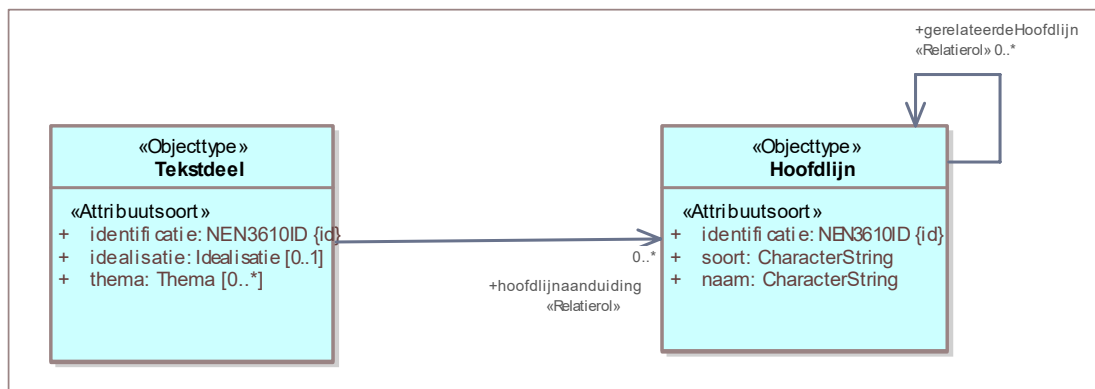 +gerelateerdeHoofdlijn
«Relatierol» 0..*
«Objecttype»
Tekstdeel
«Attribuutsoort»
+ identificatie: NEN3610ID {id}
+ idealisatie: Idealisatie [0..1]
+ thema: Thema [0..*]
«Objecttype»
Hoofdlijn
«Attribuutsoort»
+ identificatie: NEN3610ID {id}
+ soort: CharacterString
+ naam: CharacterString
0..*
+hoofdlijnaanduiding
«Relatierol»